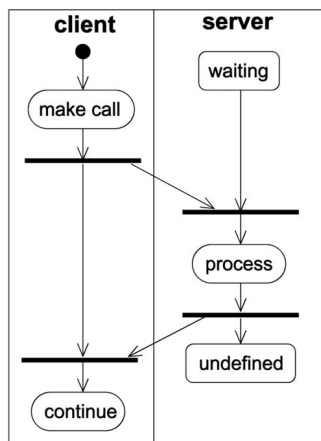 client
server
make call
waiting
process
undefined
continue